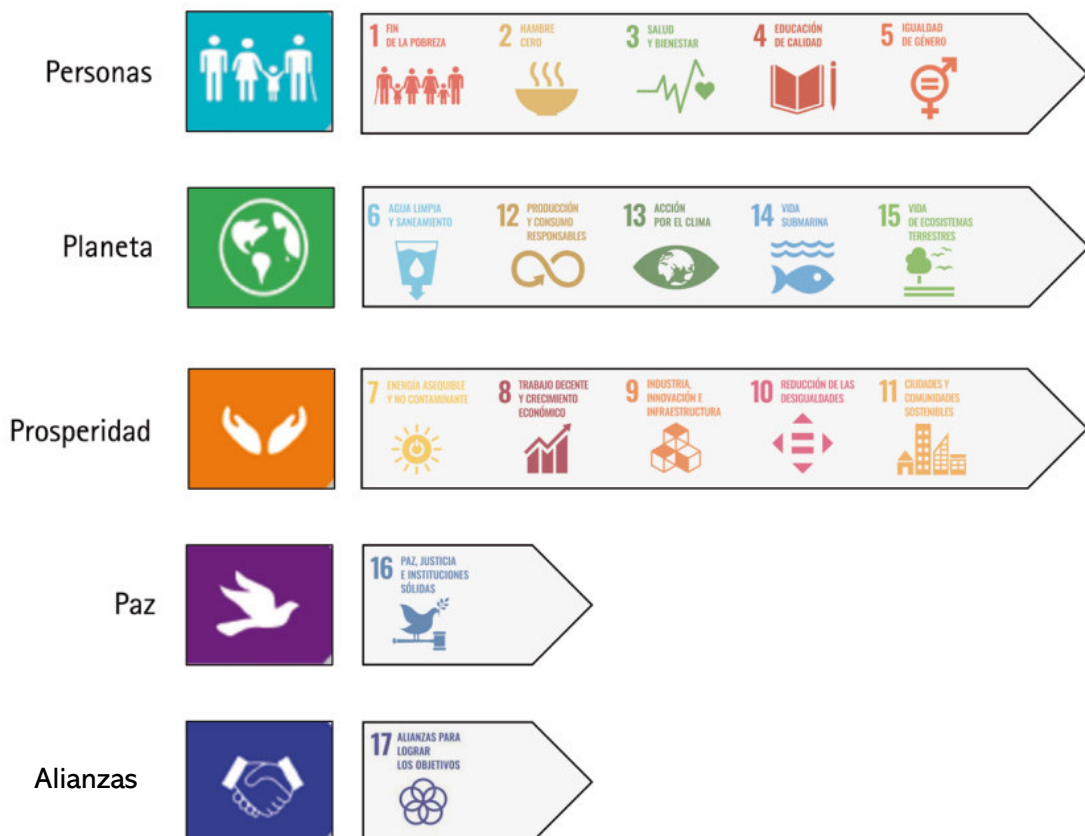 Personas
1 FIN
DE LA POBREZA
2 HAMBRE
CERO
3 SALUD
Y BIENESTAR
4 EDUCACIÓN
DE CALIDAD
5 IGUALDAD
DE GÉNERO
Planeta
6 AGUA LIMPIA
Y SANEAMIENTO
12 PRODUCCIÓN
Y CONSUMO
RESPONSABLES
13 ACCIÓN
POR EL CLIMA
14 VIDA
SUBMARINA
15 VIDA
DE ECOSISTEMAS
TERRESTRES
Prosperidad
7 ENERGÍA ASEQUIBLE
Y NO CONTAMINANTE
8 TRABAJO DECENTE
Y CRECIMIENTO
ECONÓMICO
9 INDUSTRIA,
INNOVACIÓN E
INFRAESTRUCTURA
10 REDUCCIÓN DE LAS
DESIGUALDADES
11 CIUDADES Y
COMUNIDADES
SOSTENIBLES
Paz
16 PAZ, JUSTICIA
E INSTITUCIONES
SÓLIDAS
Alianzas
17 ALIANZAS PARA
LOGRAR
LOS OBJETIVOS